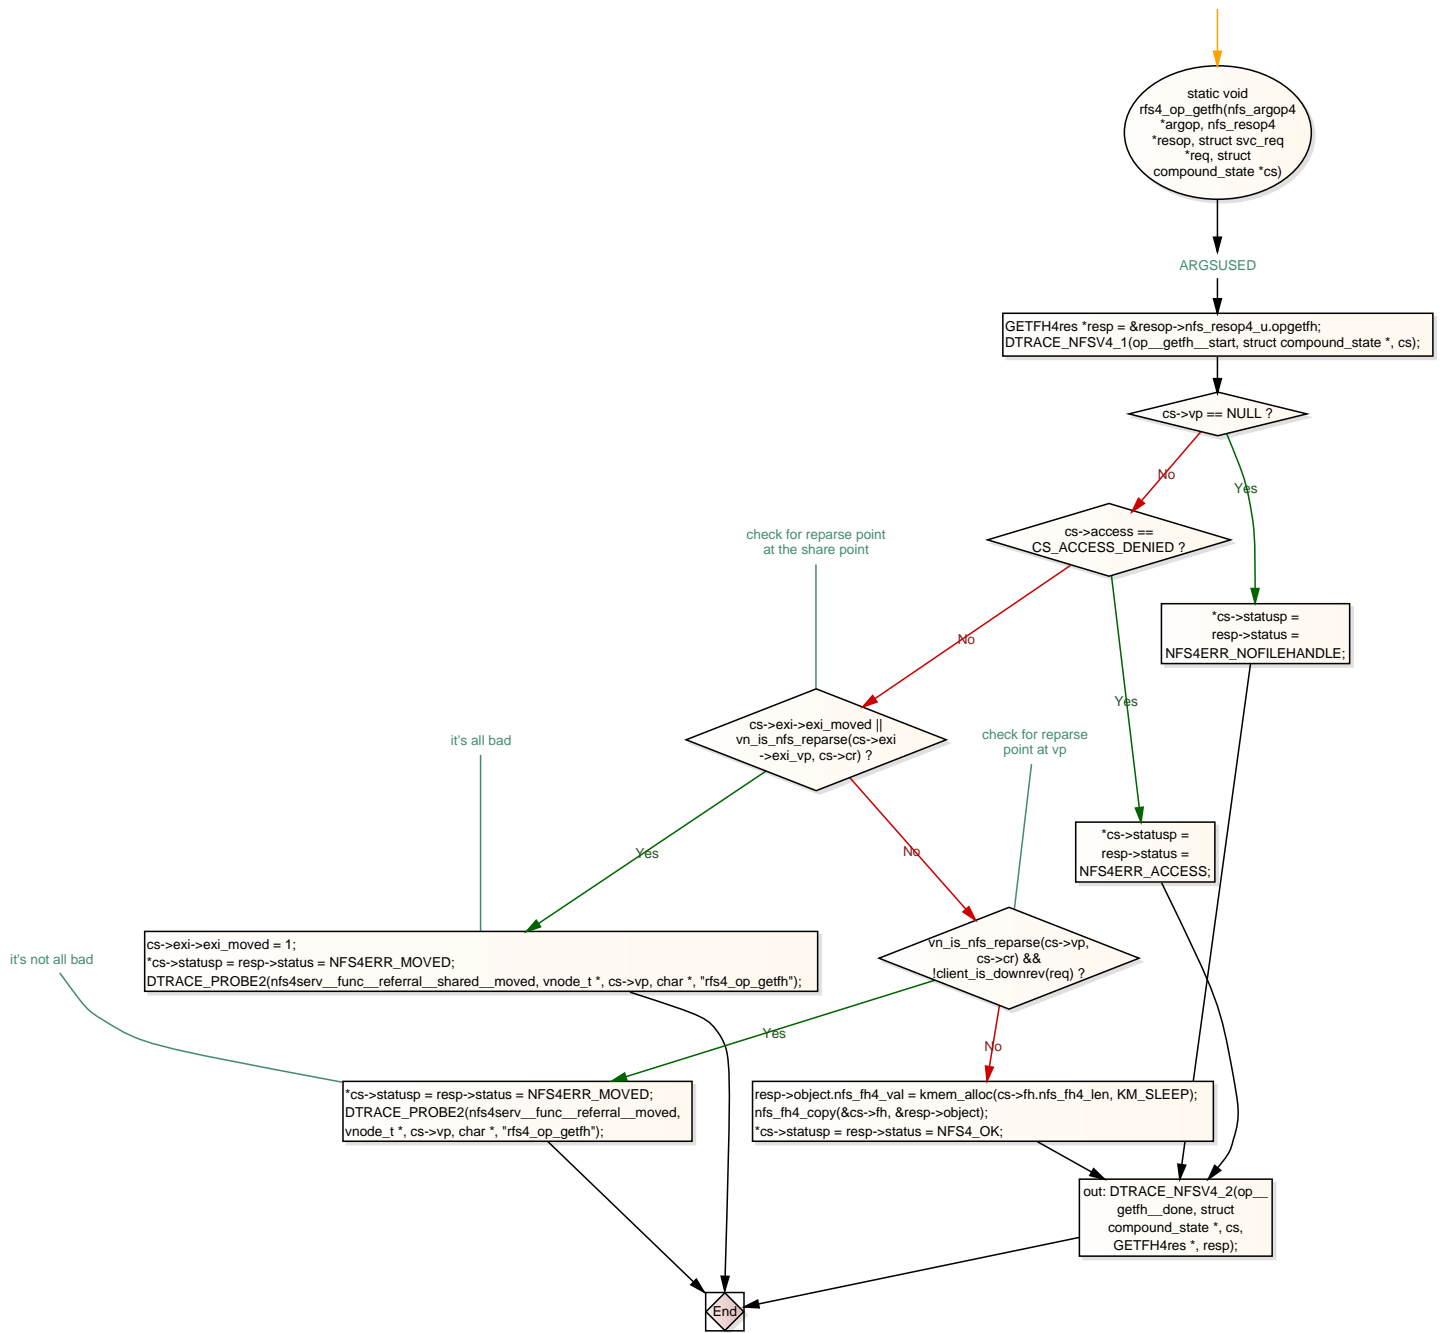 static void
rfs4_op_getfh(nfs_argop4
*argop, nfs_resop4
*resop, struct svc_req
*req, struct
compound_state *cs)
ARGSUSED
GETFH4res *resp = &resop->nfs_resop4_u.opgetfh;
DTRACE_NFSV4_1(op__getfh__start, struct compound_state *, cs);
cs->vp == NULL ?
No
Yes
cs->access ==
CS_ACCESS_DENIED ?
check for reparse point
at the share point
No
Yes
*cs->statusp =
resp->status =
NFS4ERR_NOFILEHANDLE;
cs->exi->exi_moved ||
vn_is_nfs_reparse(cs->exi
->exi_vp, cs->cr) ?
it's all bad
check for reparse
point at vp
Yes
No
*cs->statusp =
resp->status =
NFS4ERR_ACCESS;
cs->exi->exi_moved = 1;
*cs->statusp = resp->status = NFS4ERR_MOVED;
DTRACE_PROBE2(nfs4serv__func__referral__shared__moved, vnode_t *, cs->vp, char *, "rfs4_op_getfh");
vn_is_nfs_reparse(cs->vp,
cs->cr) &&
!client_is_downrev(req) ?
it's not all bad
Yes
No
*cs->statusp = resp->status = NFS4ERR_MOVED;
DTRACE_PROBE2(nfs4serv__func__referral__moved,
vnode_t *, cs->vp, char *, "rfs4_op_getfh");
resp->object.nfs_fh4_val = kmem_alloc(cs->fh.nfs_fh4_len, KM_SLEEP);
nfs_fh4_copy(&cs->fh, &resp->object);
*cs->statusp = resp->status = NFS4_OK;
out: DTRACE_NFSV4_2(op__
getfh__done, struct
compound_state *, cs,
GETFH4res *, resp);
End